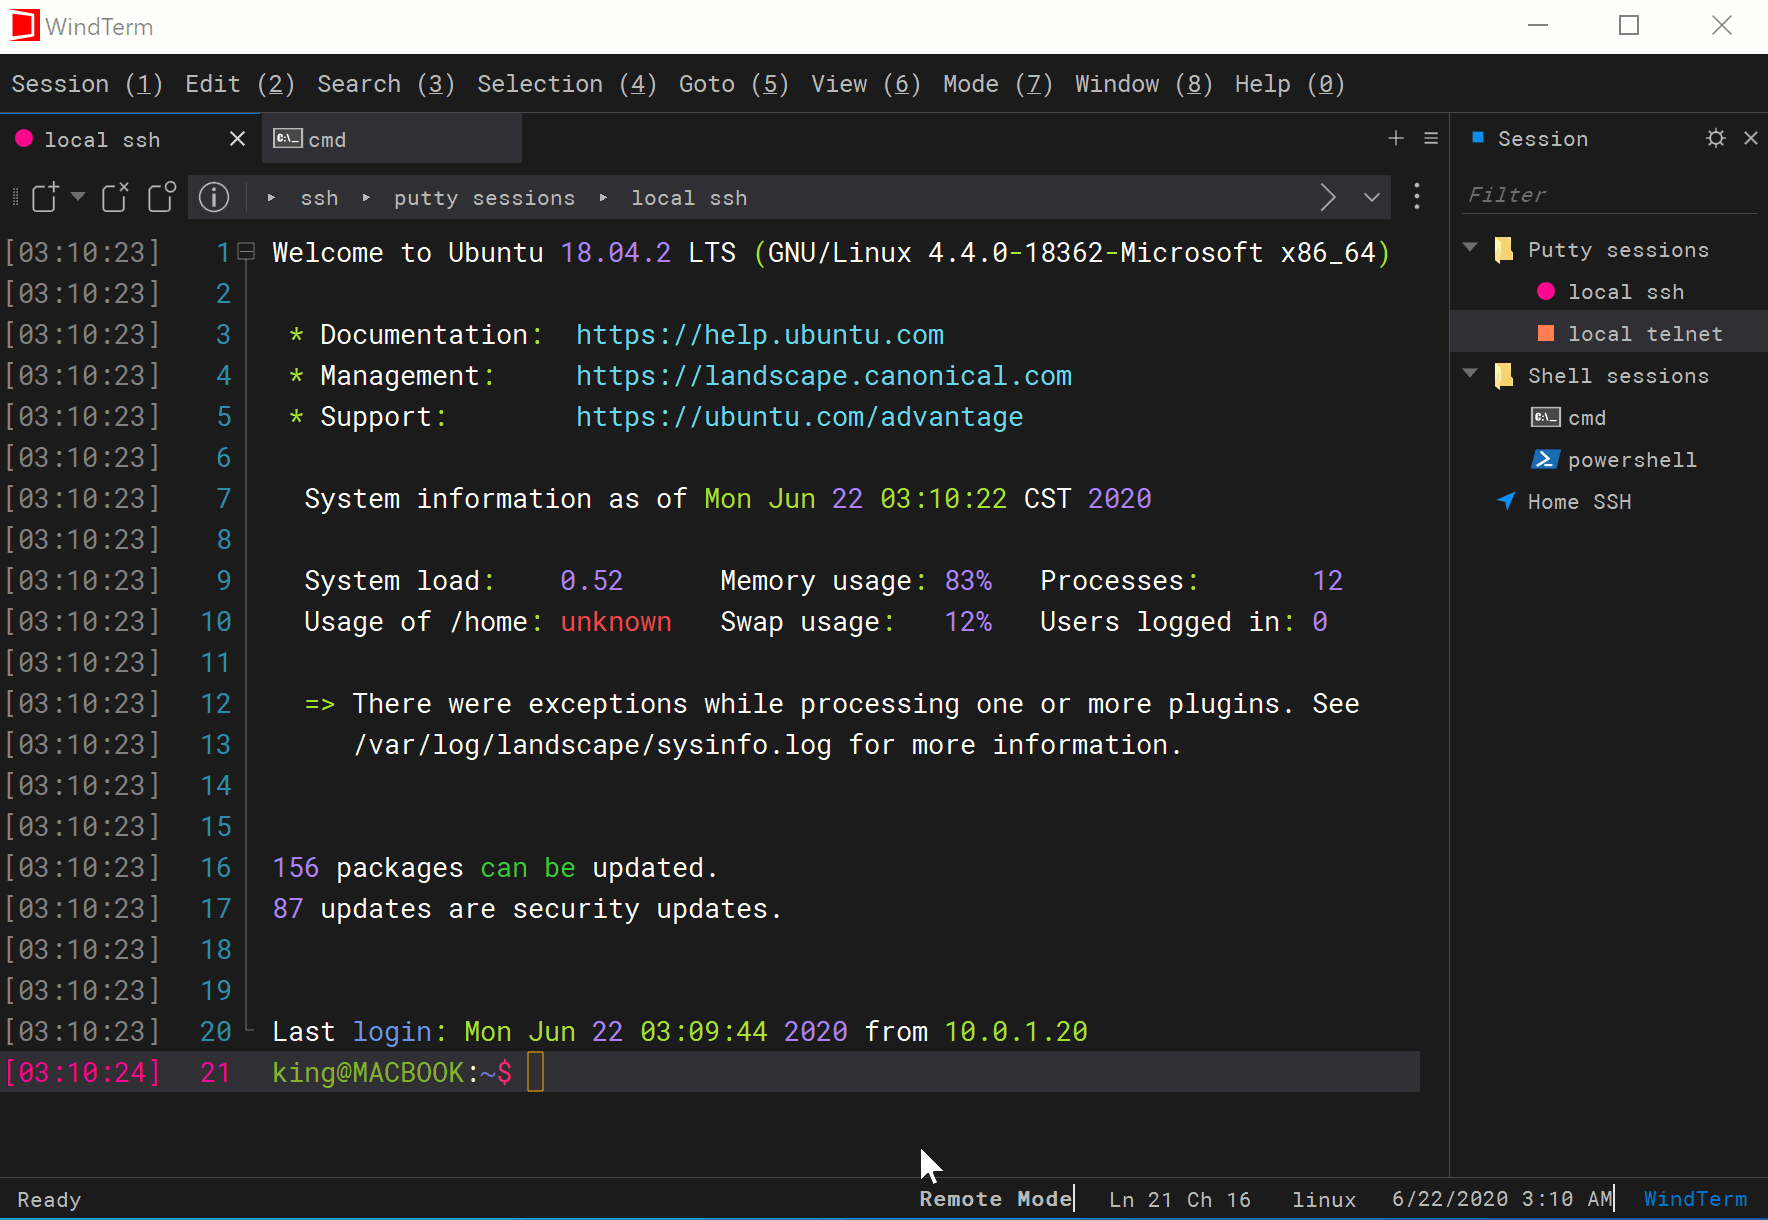 WindTerm
Session (1) Edit (2) Search (3) Selection (4) Goto (5) View (6) Mode (7) Window (8) Help (0)
local ssh
C:\_ cmd
ssh putty sessions local ssh
[03:10:23] 1 Welcome to Ubuntu 18.04.2 LTS (GNU/Linux 4.4.0-18362-Microsoft x86_64)
[03:10:23] 2
[03:10:23] 3 * Documentation: https://help.ubuntu.com
[03:10:23] 4 * Management: https://landscape.canonical.com
[03:10:23] 5 * Support: https://ubuntu.com/advantage
[03:10:23] 6
[03:10:23] 7 System information as of Mon Jun 22 03:10:22 CST 2020
[03:10:23] 8
[03:10:23] 9 System load: 0.52 Memory usage: 83% Processes: 12
[03:10:23] 10 Usage of /home: unknown Swap usage: 12% Users logged in: 0
[03:10:23] 11
[03:10:23] 12 => There were exceptions while processing one or more plugins. See
[03:10:23] 13 /var/log/landscape/sysinfo.log for more information.
[03:10:23] 14
[03:10:23] 15
[03:10:23] 16 156 packages can be updated.
[03:10:23] 17 87 updates are security updates.
[03:10:23] 18
[03:10:23] 19
[03:10:23] 20 Last login: Mon Jun 22 03:09:44 2020 from 10.0.1.20
[03:10:24] 21 king@MACBOOK:~$
Session
Filter
Putty sessions
local ssh
local telnet
Shell sessions
C:\_ cmd
powershell
Home SSH
Ready Remote Mode Ln 21 Ch 16 linux 6/22/2020 3:10 AM WindTerm